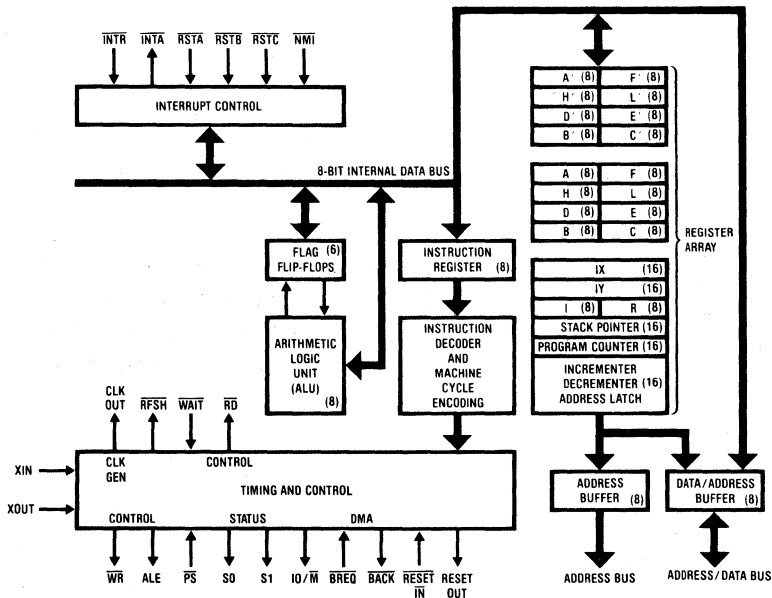 INTR INTA RSTA RSTB RSTC NMI
INTERRUPT CONTROL
8-BIT INTERNAL DATA BUS
FLAG (6)
FLIP-FLOPS
ARITHMETIC
LOGIC
UNIT
(ALU)
(8)
INSTRUCTION
REGISTER (8)
INSTRUCTION
DECODER
AND
MACHINE
CYCLE
ENCODING
A' (8) F' (8)
H' (8) L' (8)
D' (8) E' (8)
B' (8) C' (8)
A (8) F (8)
H (8) L (8)
D (8) E (8)
B (8) C (8)
IX (16)
IY (16)
I (8) R (8)
STACK POINTER (16)
PROGRAM COUNTER (16)
INCREMENTER
DECREMENTER (16)
ADDRESS LATCH
REGISTER
ARRAY
CLK
OUT RFSH WAIT RD
XIN
XOUT
CLK
GEN
CONTROL
TIMING AND CONTROL
CONTROL STATUS DMA
WR ALE PS S0 S1 IO/M BREQ BACK RESET
IN
RESET
OUT
ADDRESS
BUFFER (8)
DATA/ADDRESS
BUFFER (8)
ADDRESS BUS
ADDRESS/DATA BUS